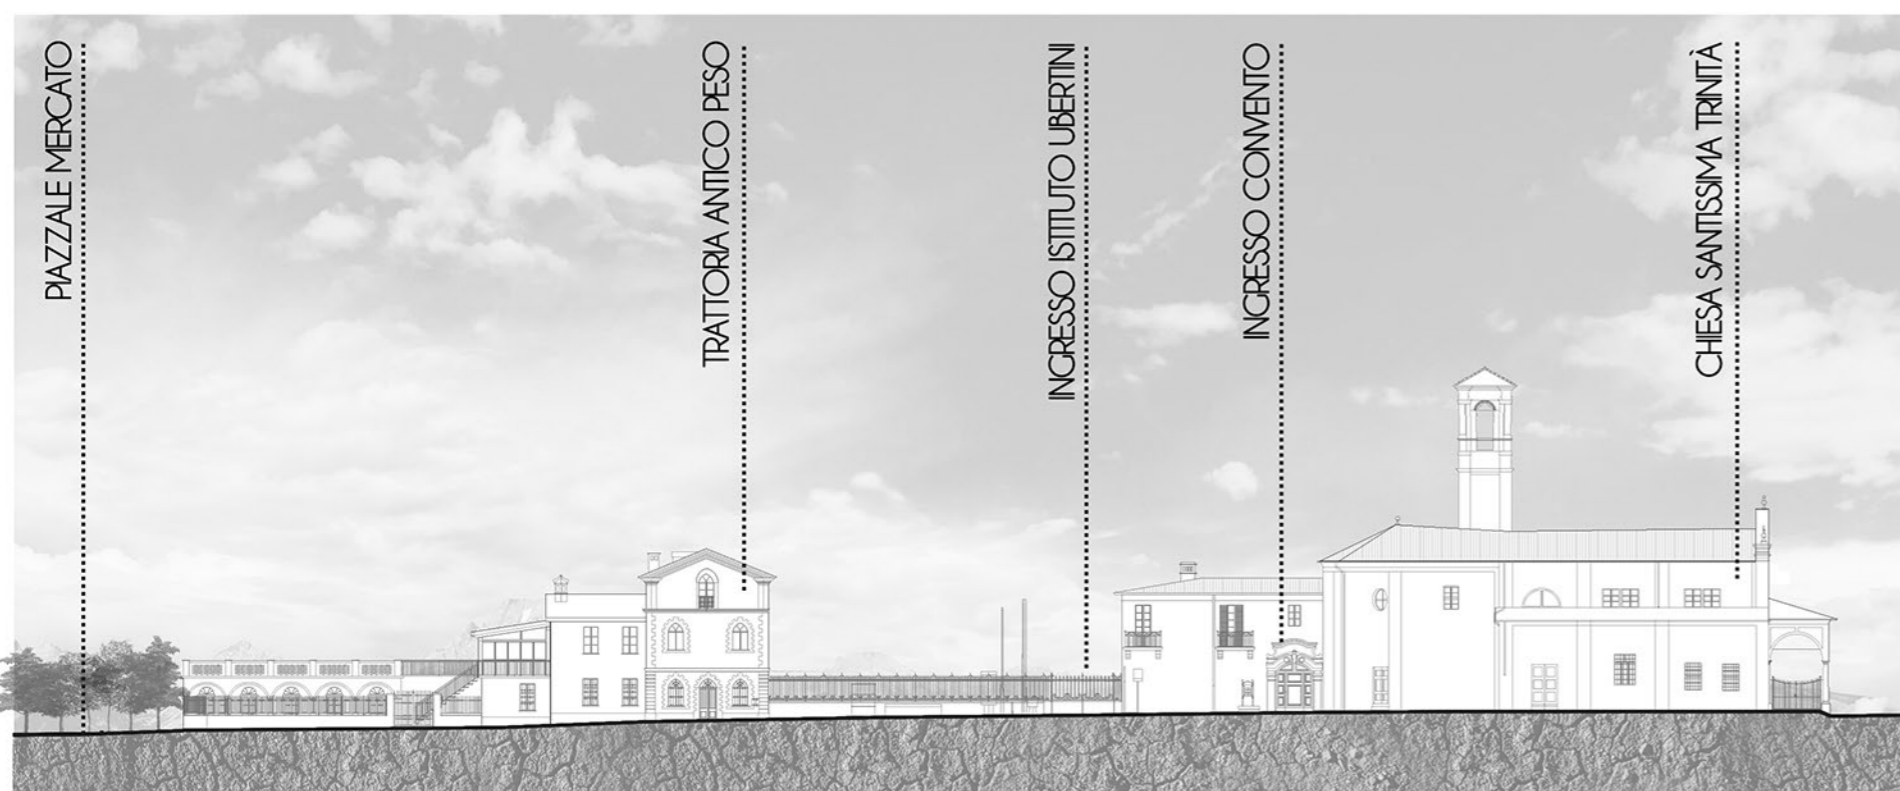 PIAZZALE MERCATO
TRATTORIA ANTICO PESO
INGRESSO ISTITUTO UBERTINI
INGRESSO CONVENTO
CHIESA SANTISSIMA TRINITÀ